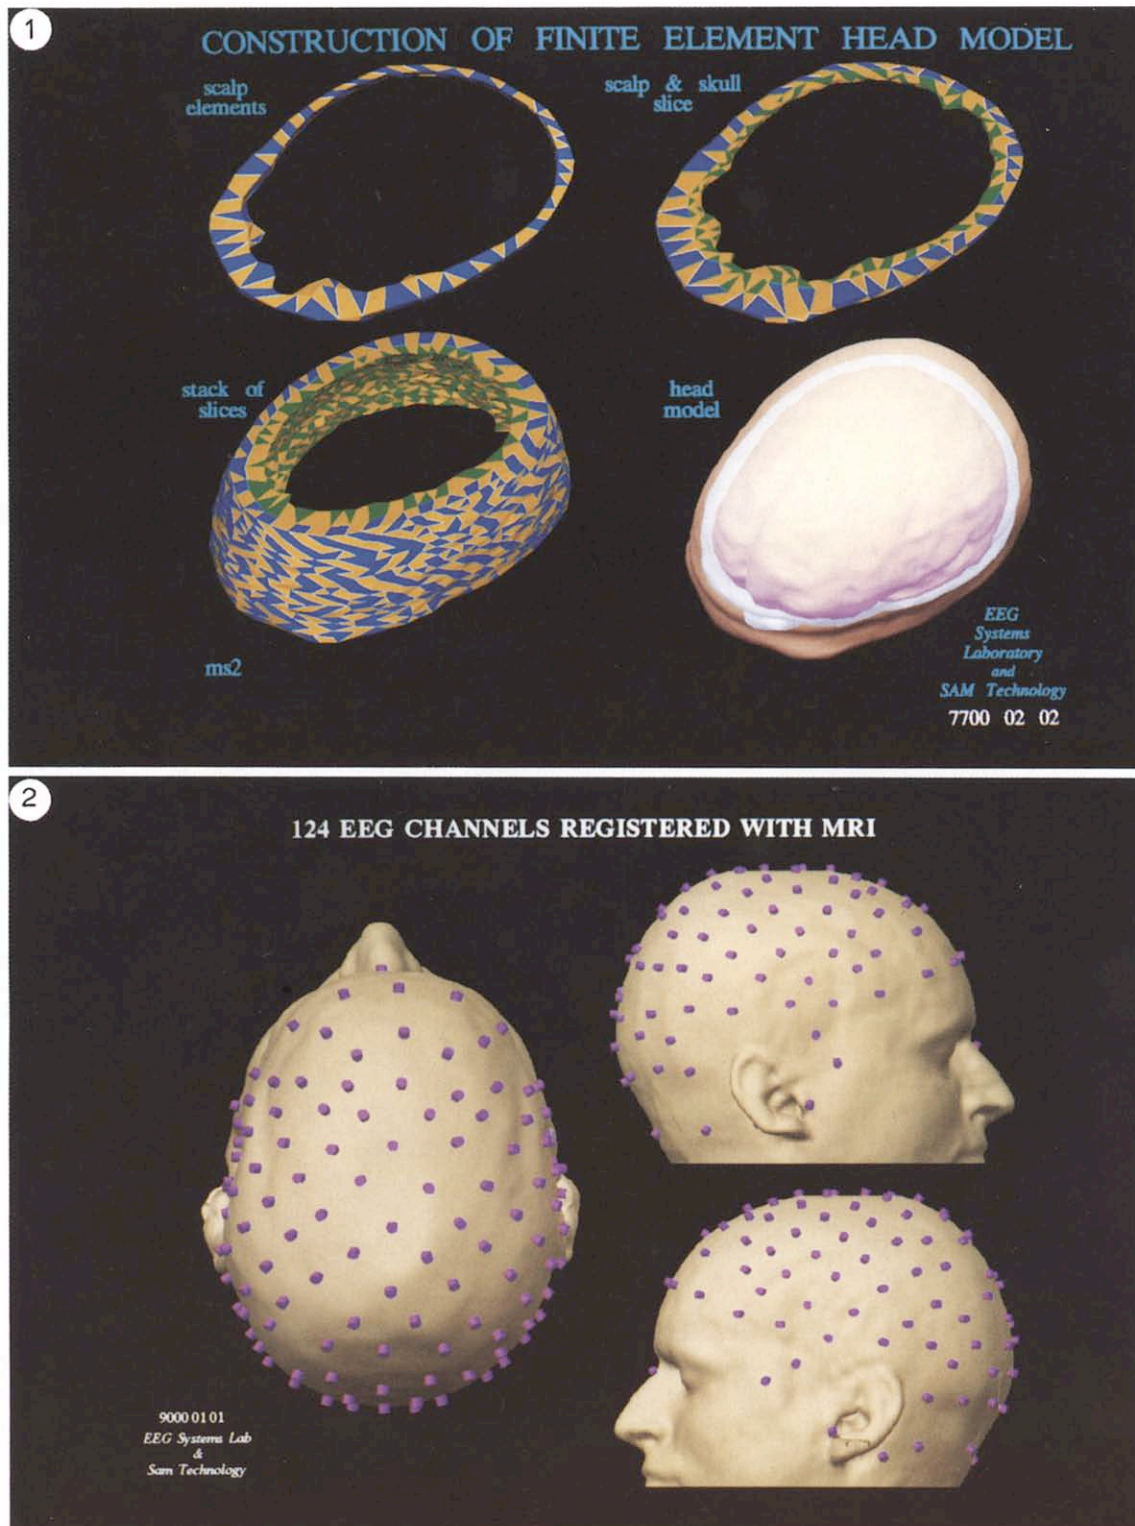 1
CONSTRUCTION OF FINITE ELEMENT HEAD MODEL
scalp
elements
scalp & skull
slice
stack of
slices
head
model
ms2
EEG
Systems
Laboratory
and
SAM Technology
7700 02 02
2
124 EEG CHANNELS REGISTERED WITH MRI
9000 01 01
EEG Systems Lab
&
Sam Technology